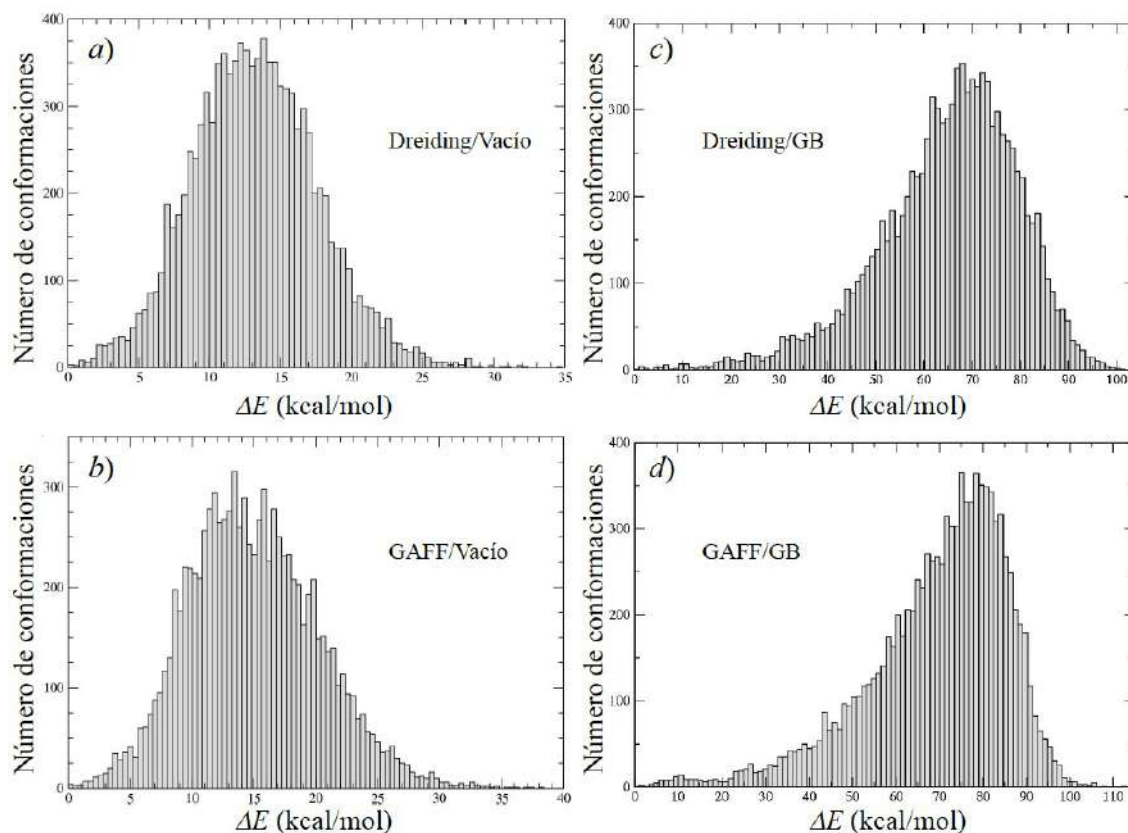 a)
Dreiding/Vacío
Número de conformaciones
400
300
200
100
0
0 5 10 15 20 25 30 35
ΔE (kcal/mol)
c)
Dreiding/GB
Número de conformaciones
400
300
200
100
0
0 10 20 30 40 50 60 70 80 90 100
ΔE (kcal/mol)
b)
GAFF/Vacío
Número de conformaciones
300
200
100
0
0 5 10 15 20 25 30 35 40
ΔE (kcal/mol)
d)
GAFF/GB
Número de conformaciones
400
300
200
100
0
0 10 20 30 40 50 60 70 80 90 100 110
ΔE (kcal/mol)